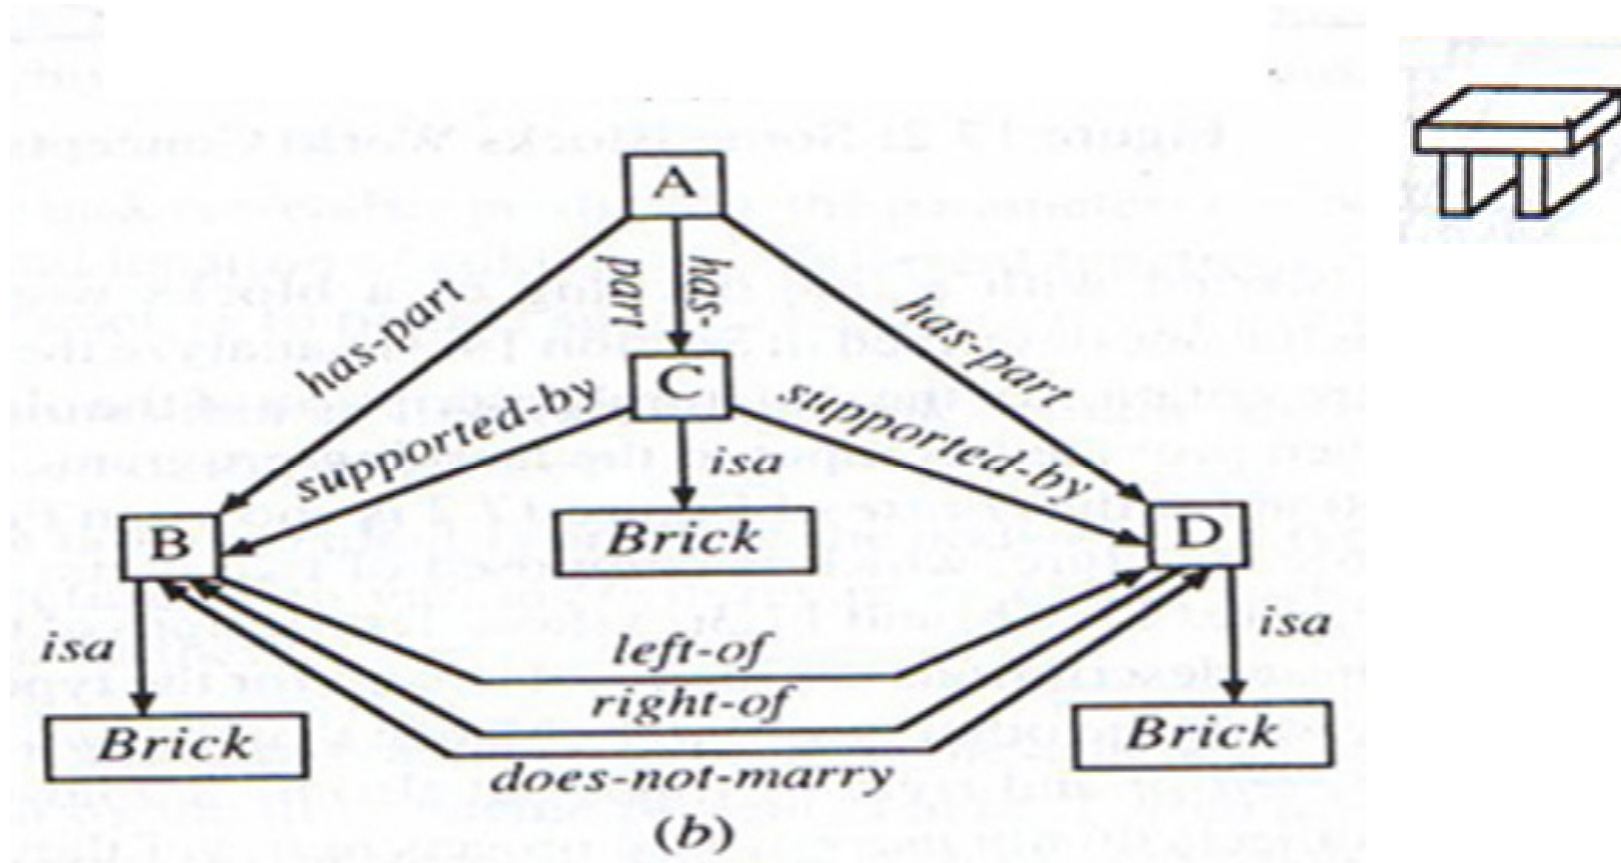 A
has-part
has-
part
has-part
C
supported-by
supported-by
isa
B
Brick
D
isa
left-of
isa
right-of
Brick
does-not-marry
Brick
(b)